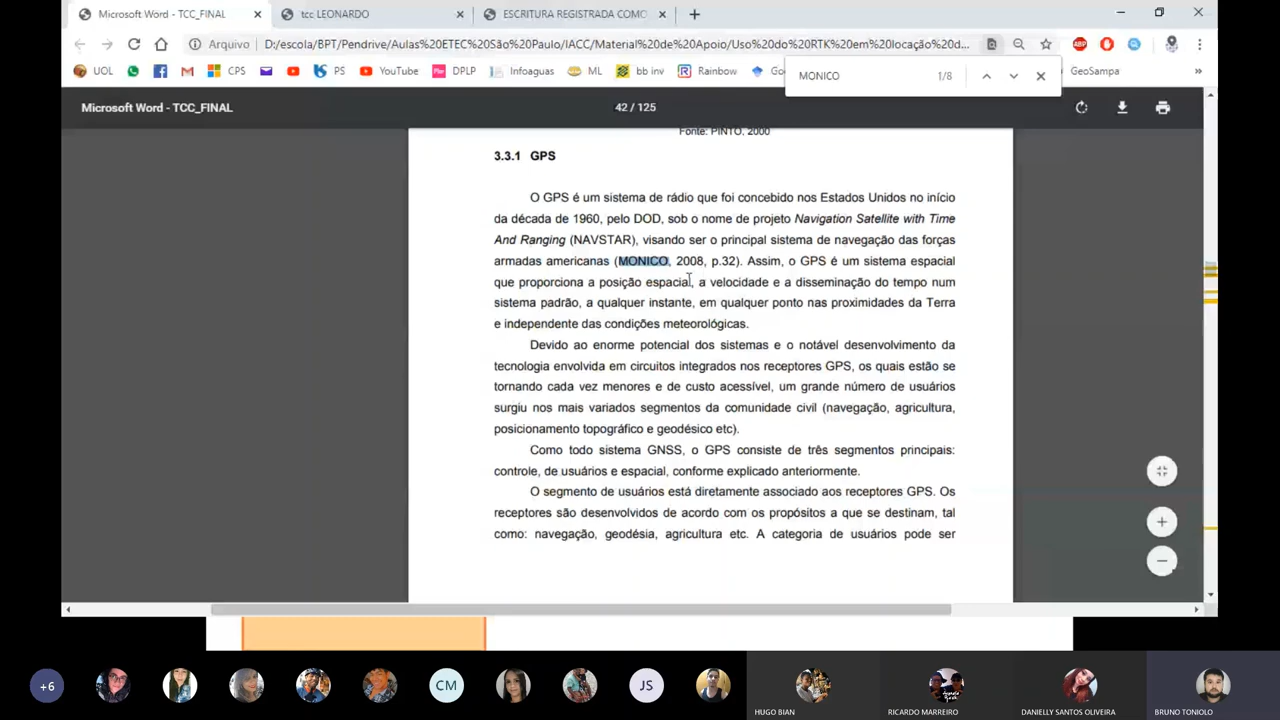 Microsoft Word - TCC_FINAL
tcc LEONARDO
ESCRITURA REGISTRADA COMO
Arquivo
D:/escola/BPT/Pendrive/Aulas%20ETEC%20São%20Paulo/IACC/Material%20de%20Apoio/Uso%20do%20RTK%20em%20locação%20d...
ABP
UOL
CPS
PS
YouTube
DPLP
Infoaguas
ML
bb inv
Rainbow
Go
GeoSampa
»
MONICO
1/8
Microsoft Word - TCC_FINAL
42 / 125
Fonte: PINTO, 2000
3.3.1 GPS
O GPS é um sistema de rádio que foi concebido nos Estados Unidos no início
da década de 1960, pelo DOD, sob o nome de projeto Navigation Satellite with Time
And Ranging (NAVSTAR), visando ser o principal sistema de navegação das forças
armadas americanas (MONICO, 2008, p.32). Assim, o GPS é um sistema espacial
que proporciona a posição espacial, a velocidade e a disseminação do tempo num
sistema padrão, a qualquer instante, em qualquer ponto nas proximidades da Terra
e independente das condições meteorológicas.
Devido ao enorme potencial dos sistemas e o notável desenvolvimento da
tecnologia envolvida em circuitos integrados nos receptores GPS, os quais estão se
tornando cada vez menores e de custo acessível, um grande número de usuários
surgiu nos mais variados segmentos da comunidade civil (navegação, agricultura,
posicionamento topográfico e geodésico etc).
Como todo sistema GNSS, o GPS consiste de três segmentos principais:
controle, de usuários e espacial, conforme explicado anteriormente.
O segmento de usuários está diretamente associado aos receptores GPS. Os
receptores são desenvolvidos de acordo com os propósitos a que se destinam, tal
como: navegação, geodésia, agricultura etc. A categoria de usuários pode ser
+6
CM
JS
HUGO BIAN
RICARDO MARREIRO
DANIELLY SANTOS OLIVEIRA
BRUNO TONIOLO